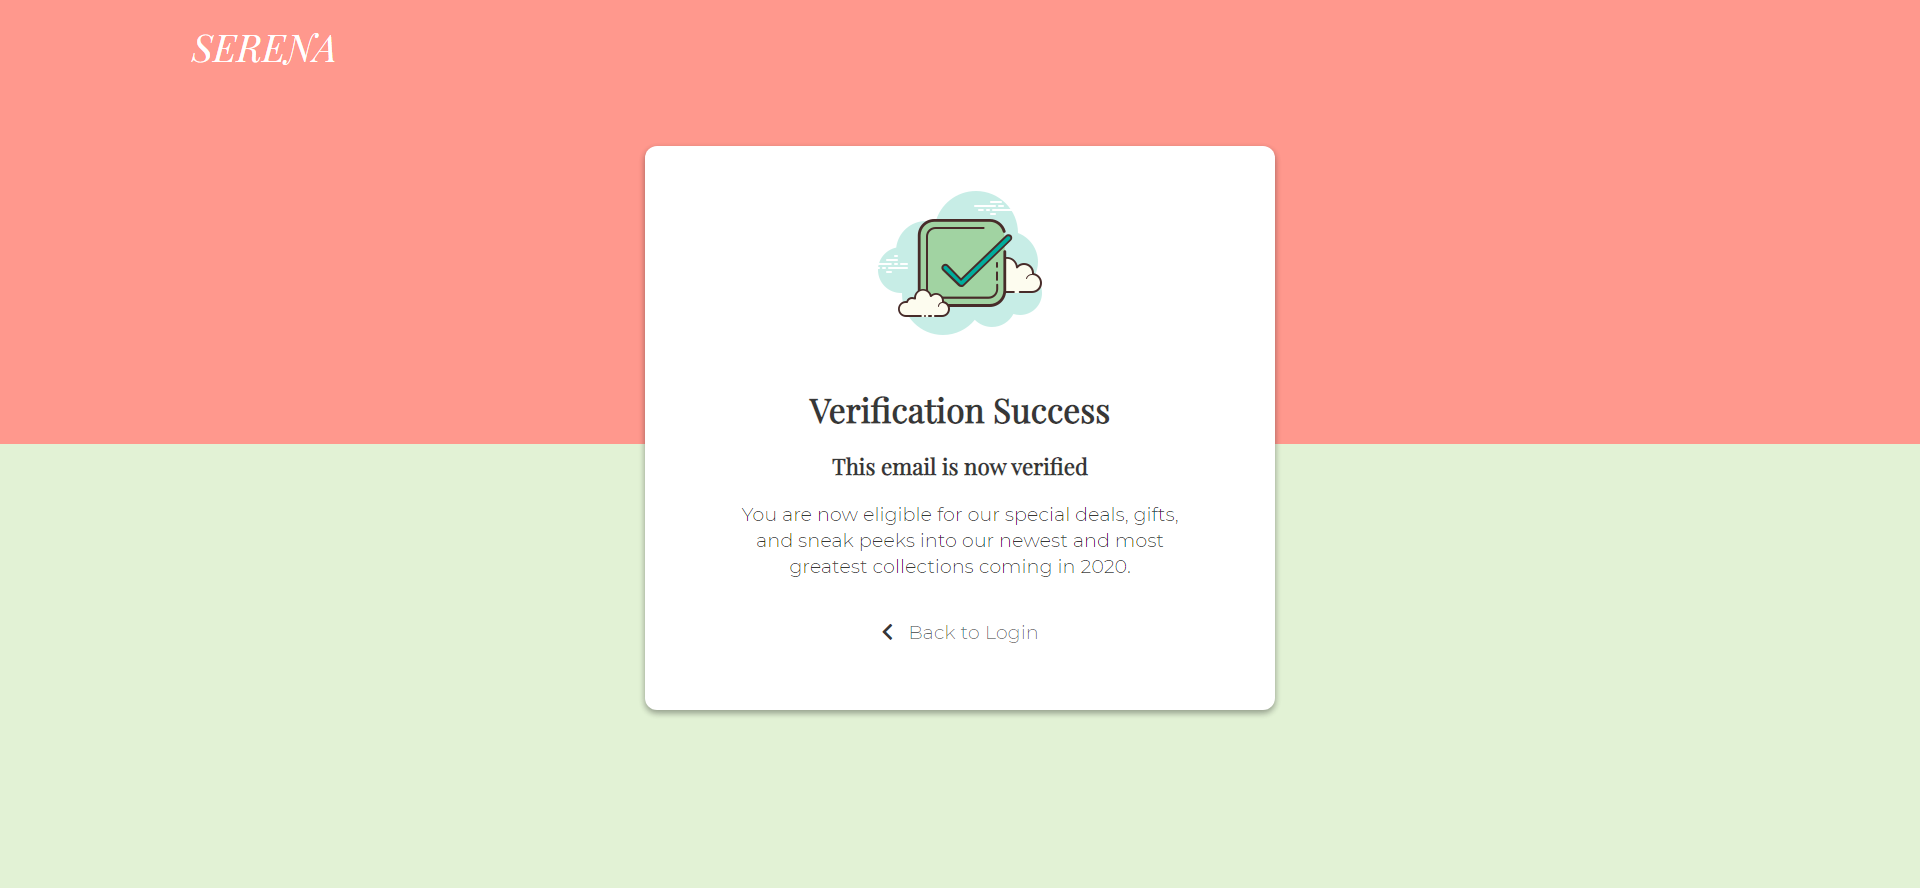 SERENA
Verification Success
This email is now verified
You are now eligible for our special deals, gifts,
and sneak peeks into our newest and most
greatest collections coming in 2020.
Back to Login